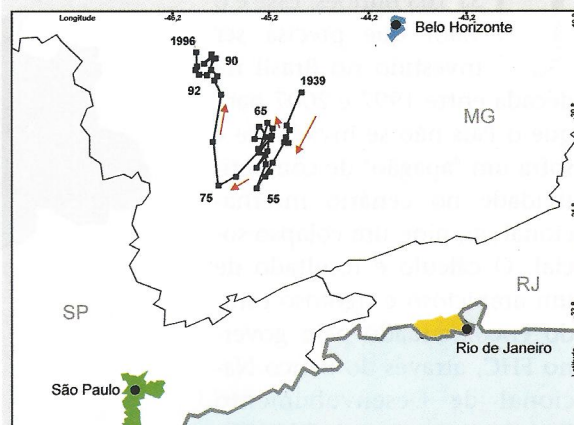 Longitude -46,2 -45,2 -44,2 -43,2
Belo Horizonte
1996
90
92
1939
65
MG
75
55
RJ
SP
Rio de Janeiro
São Paulo